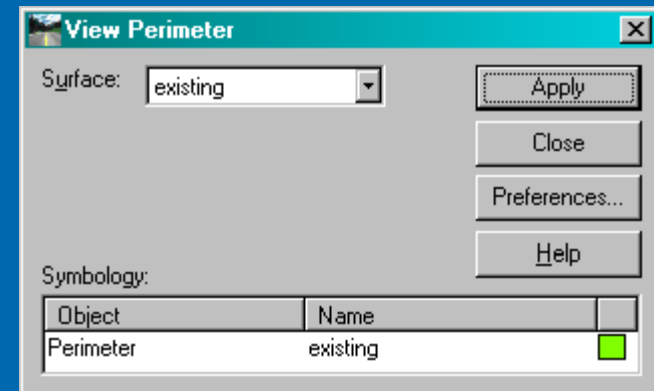 View Perimeter
Surface: existing
Apply
Close
Preferences...
Help
Symbology:
Object Name
Perimeter existing